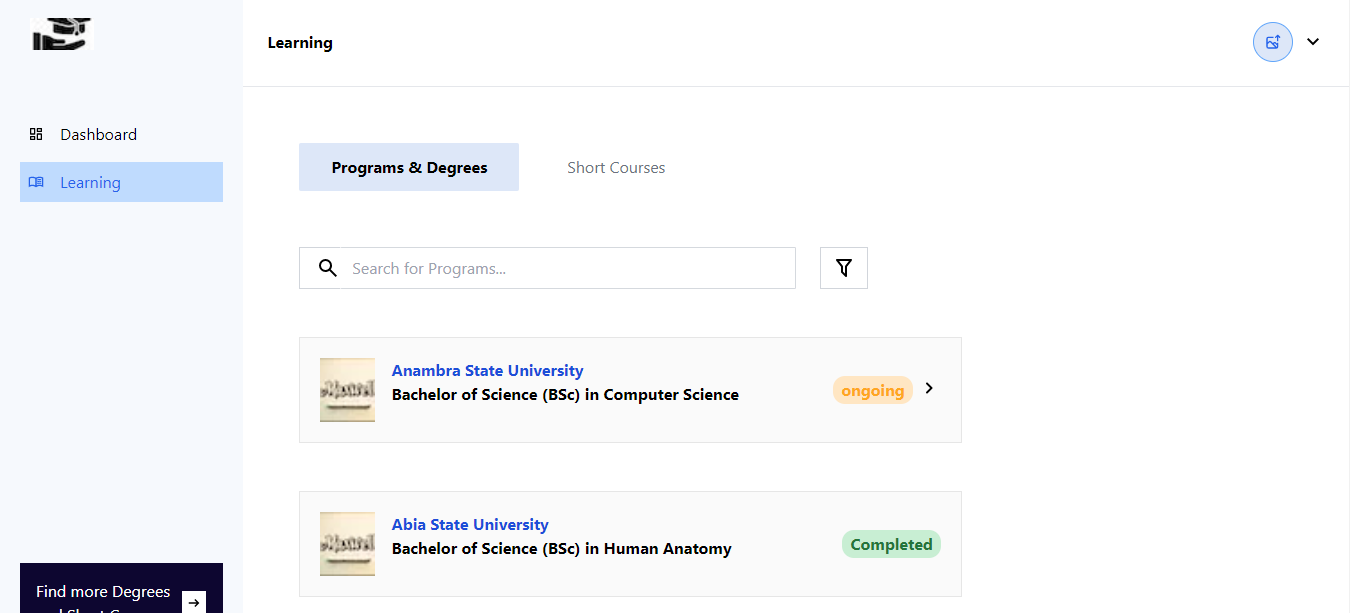 Learning
Dashboard
Learning
Programs & Degrees
Short Courses
Search for Programs...
Anambra State University
Bachelor of Science (BSc) in Computer Science
ongoing
Abia State University
Bachelor of Science (BSc) in Human Anatomy
Completed
Find more Degrees